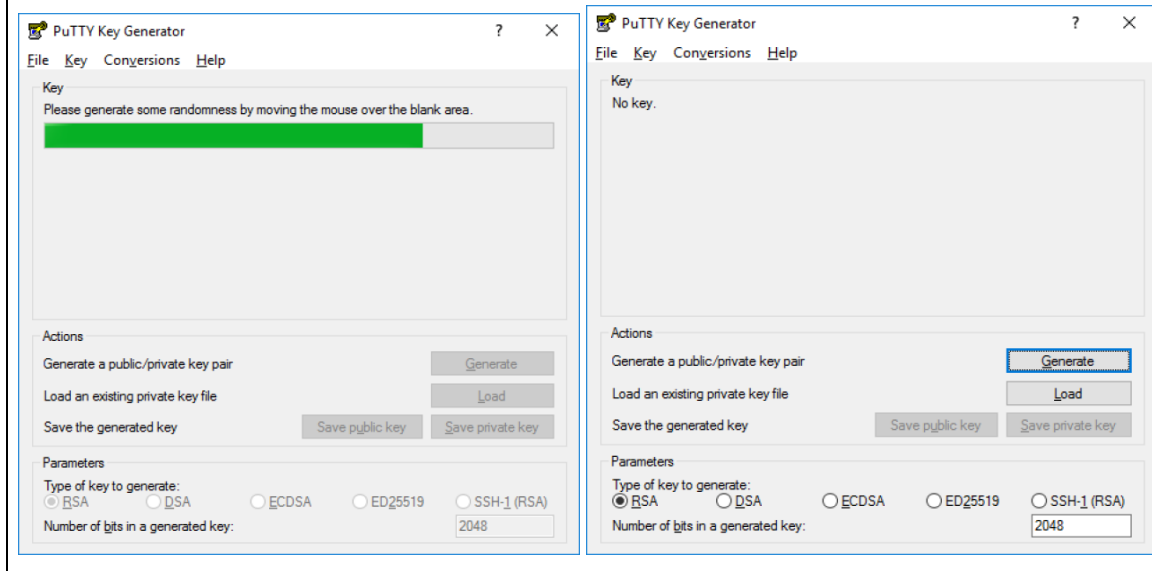 PuTTY Key Generator ? ×
File Key Conversions Help
Key
Please generate some randomness by moving the mouse over the blank area.
Actions
Generate a public/private key pair Generate
Load an existing private key file Load
Save the generated key Save public key Save private key
Parameters
Type of key to generate:
RSA DSA ECDSA ED25519 SSH-1 (RSA)
Number of bits in a generated key: 2048
PuTTY Key Generator ? ×
File Key Conversions Help
Key
No key.
Actions
Generate a public/private key pair Generate
Load an existing private key file Load
Save the generated key Save public key Save private key
Parameters
Type of key to generate:
RSA DSA ECDSA ED25519 SSH-1 (RSA)
Number of bits in a generated key: 2048